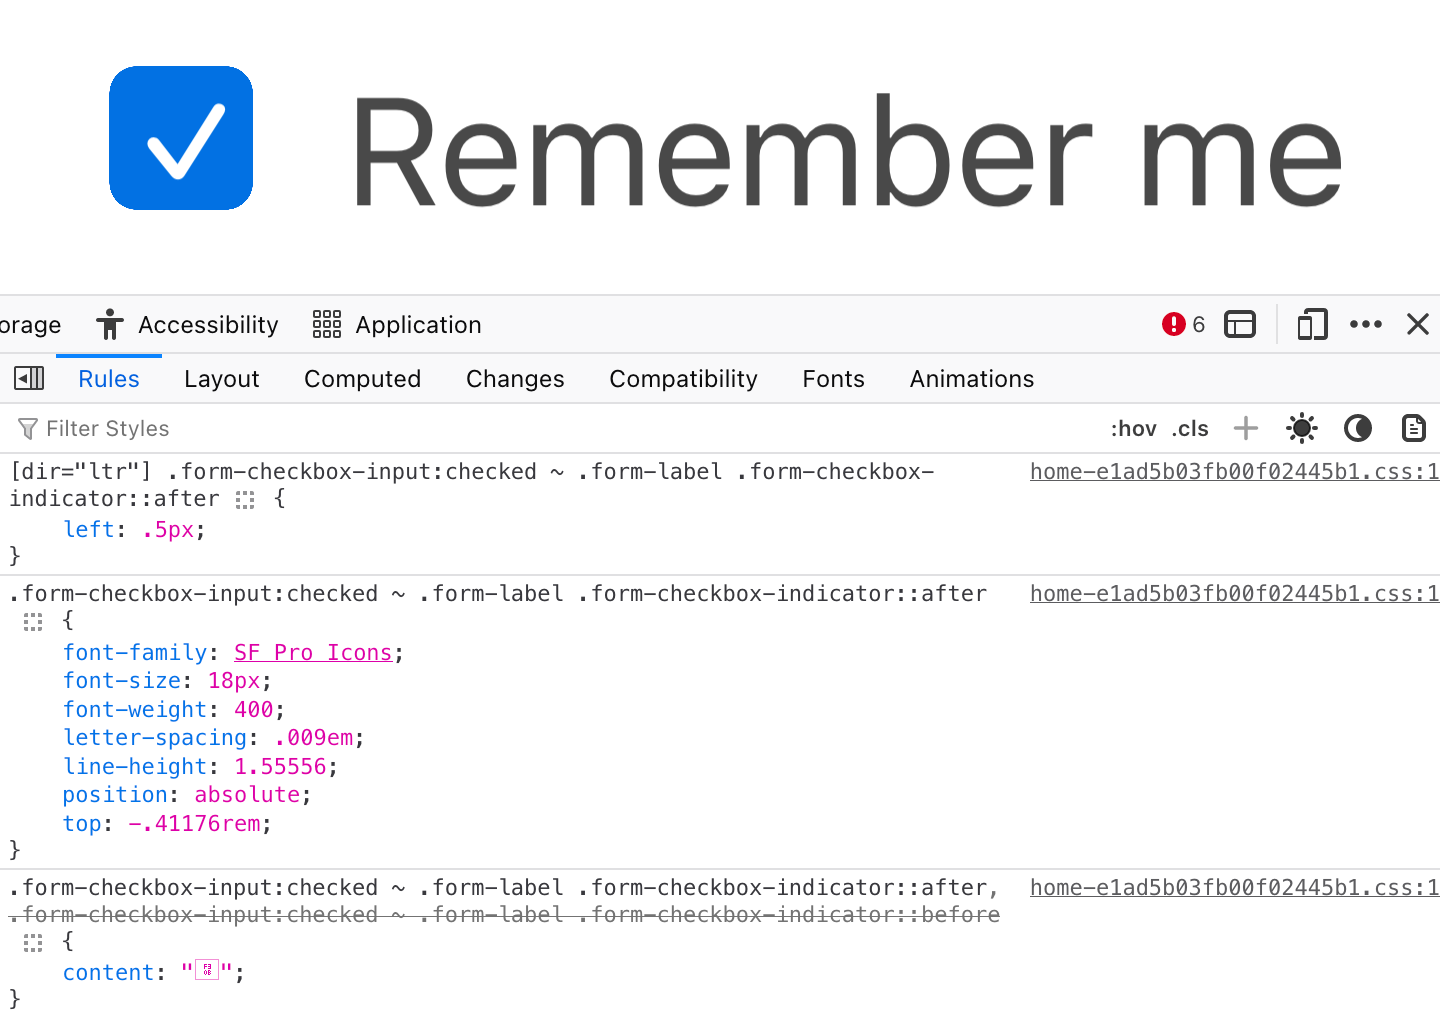 Remember me
orage Accessibility Application 6
Rules Layout Computed Changes Compatibility Fonts Animations
Filter Styles :hov .cls
[dir="ltr"] .form-checkbox-input:checked ~ .form-label .form-checkbox- home-e1ad5b03fb00f02445b1.css:1
indicator::after {
left: .5px;
}
.form-checkbox-input:checked ~ .form-label .form-checkbox-indicator::after home-e1ad5b03fb00f02445b1.css:1
{
font-family: SF Pro Icons;
font-size: 18px;
font-weight: 400;
letter-spacing: .009em;
line-height: 1.55556;
position: absolute;
top: -.41176rem;
}
.form-checkbox-input:checked ~ .form-label .form-checkbox-indicator::after, home-e1ad5b03fb00f02445b1.css:1
.form-checkbox-input:checked ~ .form-label .form-checkbox-indicator::before
{
content: "";
}